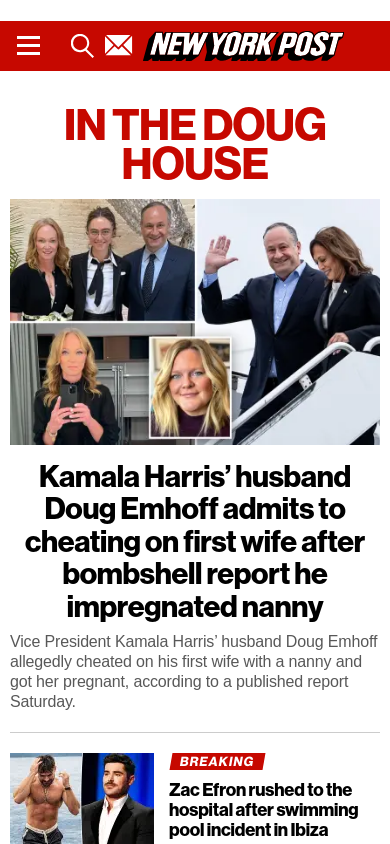 NEW YORK POST
IN THE DOUG
HOUSE
Kamala Harris’ husband
Doug Emhoff admits to
cheating on first wife after
bombshell report he
impregnated nanny
Vice President Kamala Harris’ husband Doug Emhoff
allegedly cheated on his first wife with a nanny and
got her pregnant, according to a published report
Saturday.
BREAKING
Zac Efron rushed to the
hospital after swimming
pool incident in Ibiza